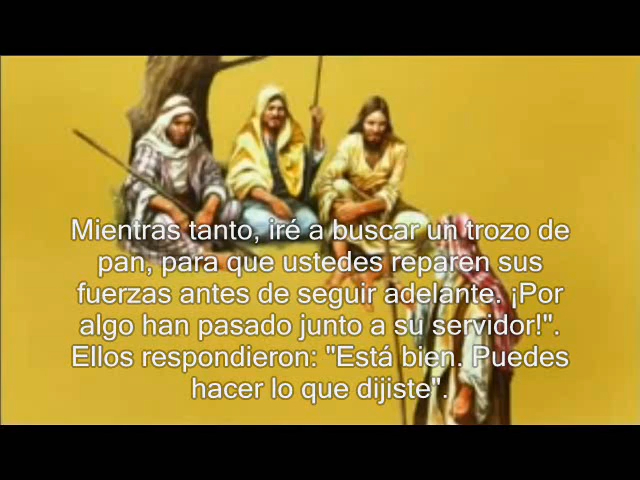 Mientras tanto, iré a buscar un trozo de
pan, para que ustedes reparen sus
fuerzas antes de seguir adelante. ¡Por
algo han pasado junto a su servidor!".
Ellos respondieron: "Está bien. Puedes
hacer lo que dijiste".